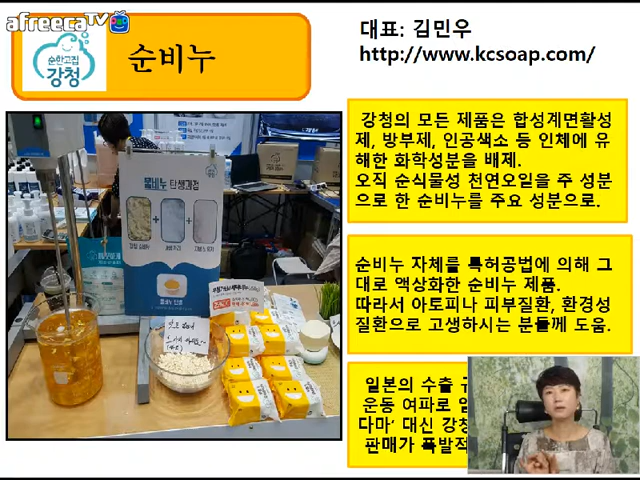 afreecaTV
순한고집
강청
순비누
대표: 김민우
http://www.kcsoap.com/
강청의 모든 제품은 합성계면활성
제, 방부제, 인공색소 등 인체에 유
해한 화학성분을 배제.
오직 순식물성 천연오일을 주 성분
으로 한 순비누를 주요 성분으로.
물비누 탄생과정
순비누 자체를 특허공법에 의해 그
대로 액상화한 순비누 제품.
따라서 아토피나 피부질환, 환경성
질환으로 고생하시는 분들께 도움.
일본의 수출
운동 여파로
다마' 대신 강청
판매가 폭발적